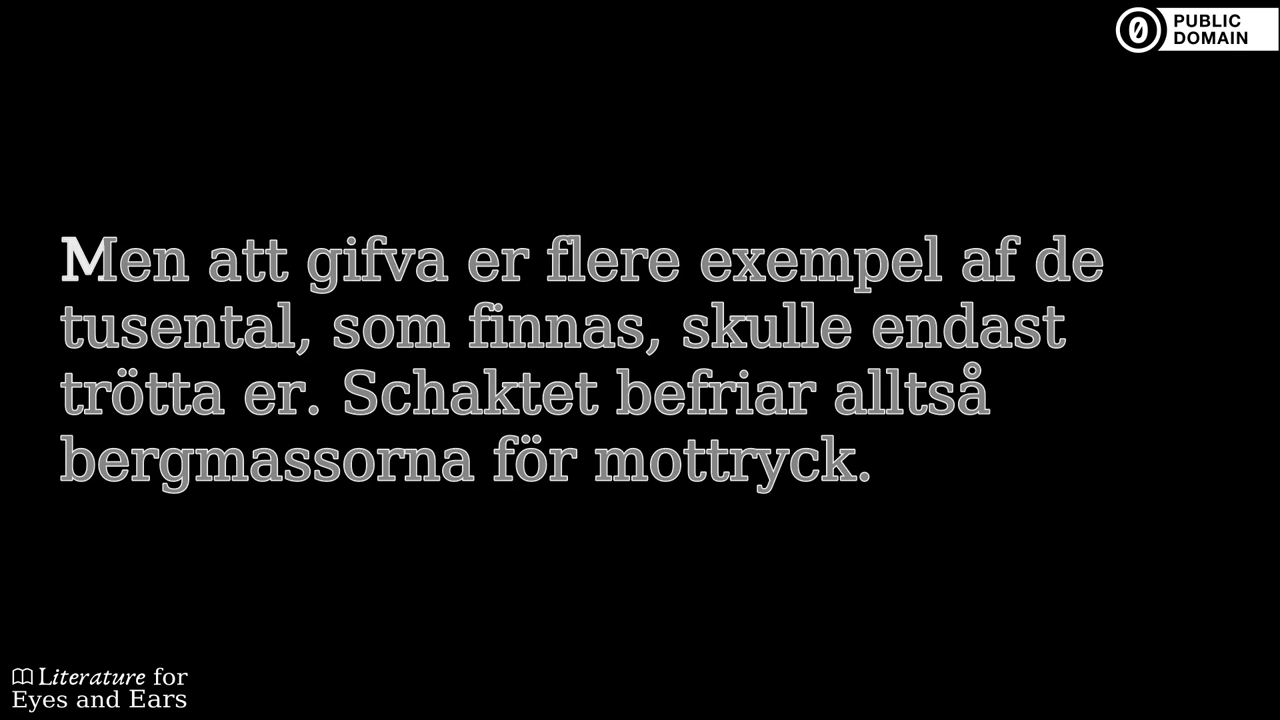 PUBLIC
DOMAIN
Men att gifva er flere exempel af de
tusental, som finnas, skulle endast
trötta er. Schaktet befriar alltså
bergmassorna för mottryck.
Literature for
Eyes and Ears